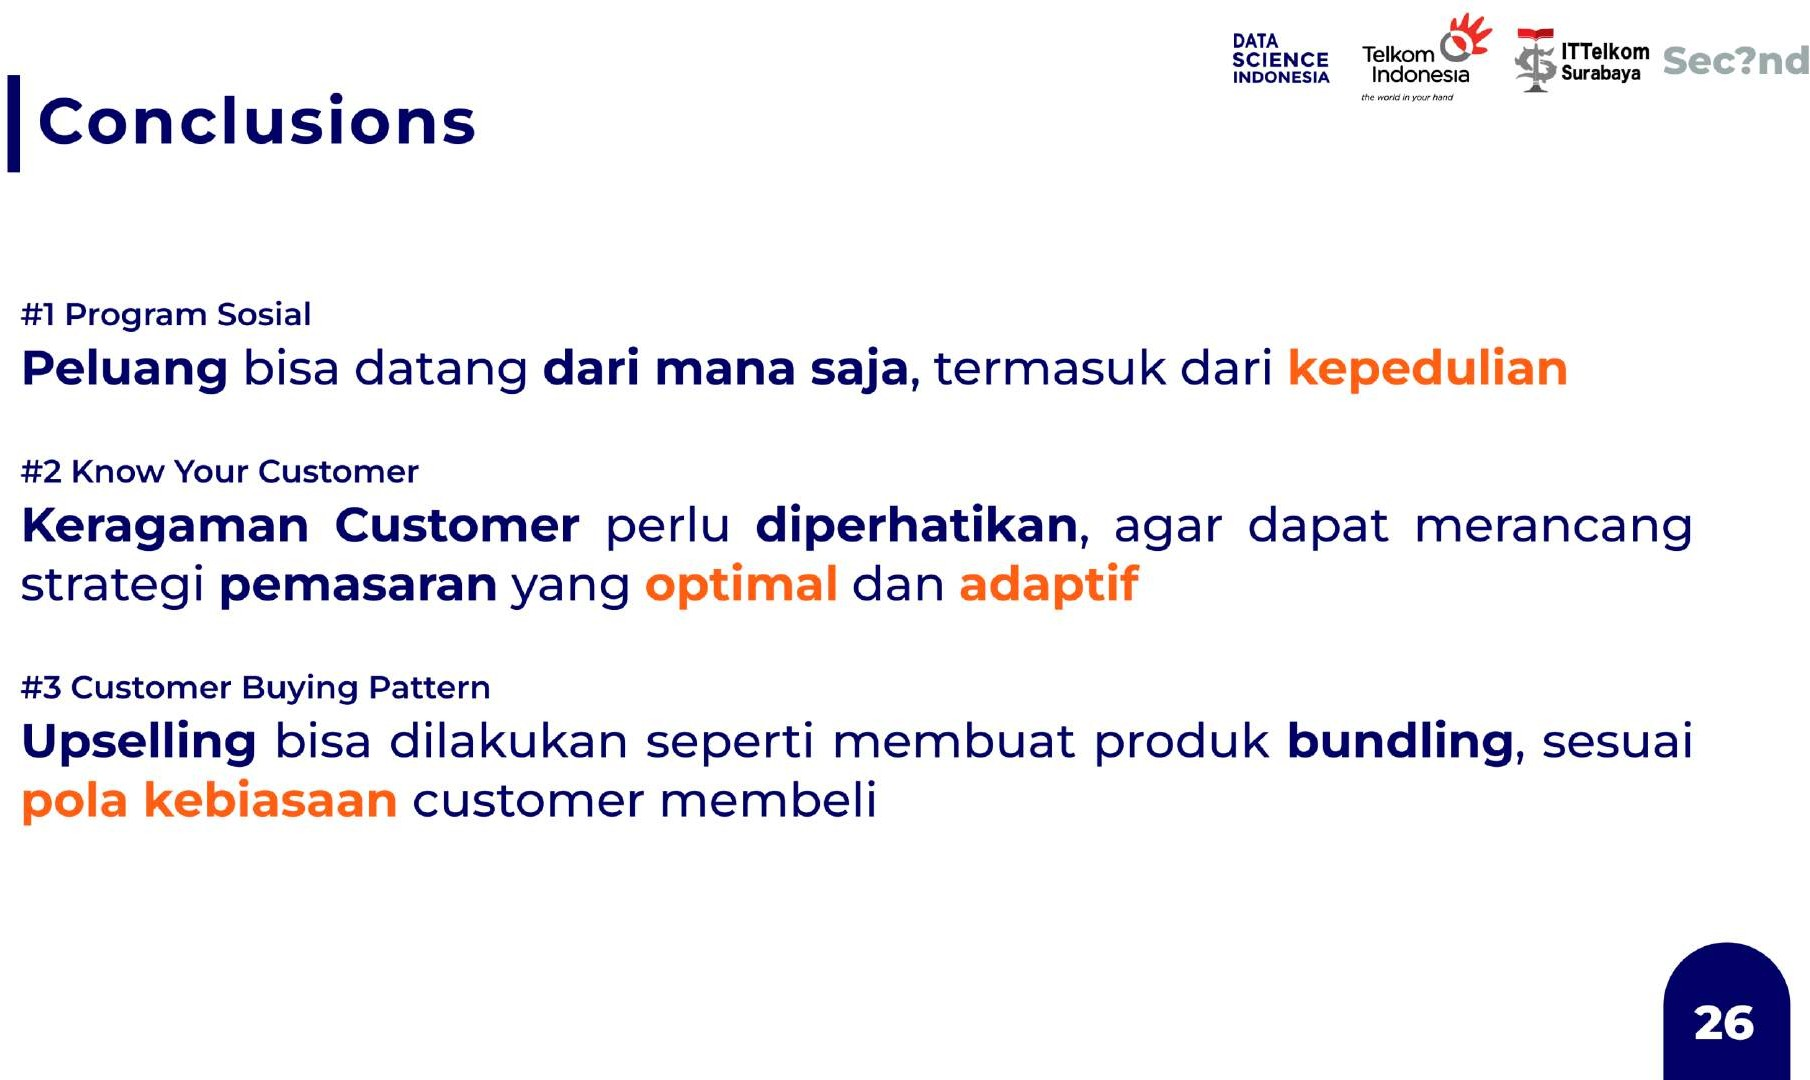 DATA
SCIENCE
INDONESIA
Telkom
Indonesia
the world in your hand
ITTelkom
Surabaya
Sec?nd
Conclusions
#1 Program Sosial
Peluang bisa datang dari mana saja, termasuk dari kepedulian
#2 Know Your Customer
Keragaman Customer perlu diperhatikan, agar dapat merancang
strategi pemasaran yang optimal dan adaptif
#3 Customer Buying Pattern
Upselling bisa dilakukan seperti membuat produk bundling, sesuai
pola kebiasaan customer membeli
26